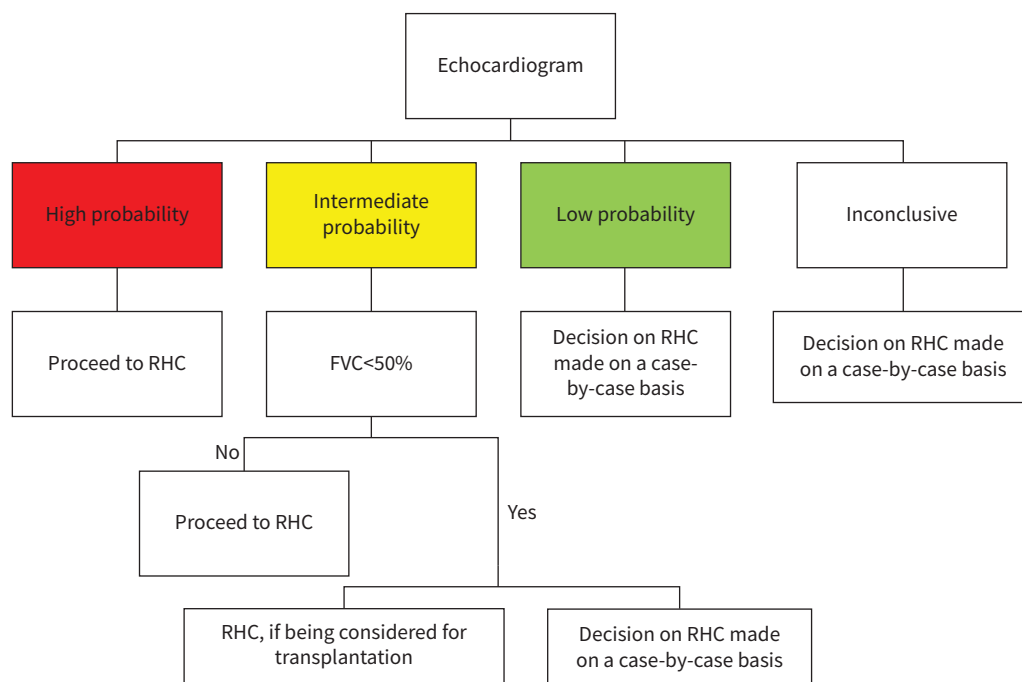 Echocardiogram
High probability
Intermediate
probability
Low probability
Inconclusive
Proceed to RHC
FVC<50%
Decision on RHC
made on a case-
by-case basis
Decision on RHC made
on a case-by-case basis
No
Proceed to RHC
Yes
RHC, if being considered for
transplantation
Decision on RHC made
on a case-by-case basis